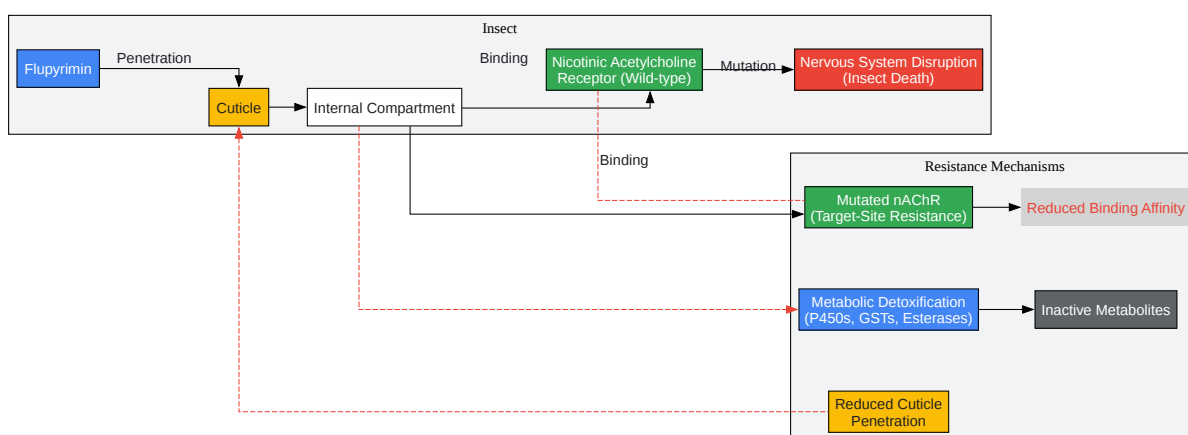 Insect
Flupyrimin
Penetration
Binding
Nicotinic Acetylcholine
Receptor (Wild-type)
Mutation
Nervous System Disruption
(Insect Death)
Cuticle
Internal Compartment
Binding
Resistance Mechanisms
Mutated nAChR
(Target-Site Resistance)
Reduced Binding Affinity
Metabolic Detoxification
(P450s, GSTs, Esterases)
Inactive Metabolites
Reduced Cuticle
Penetration